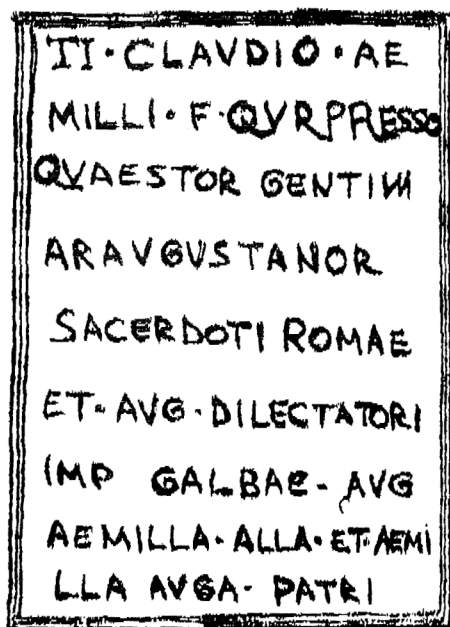 TI · CLAVDIO · AE
MILLI · F · QVRPRESSO
QVAESTOR GENTIVM
ARAVGVSTANOR
SACERDOTI ROMAE
ET · AVG · DILECTATORI
IMP GALBAE · AVG
AEMILLA · ALLA · ET · AEMI
LLA AVGA · PATRI